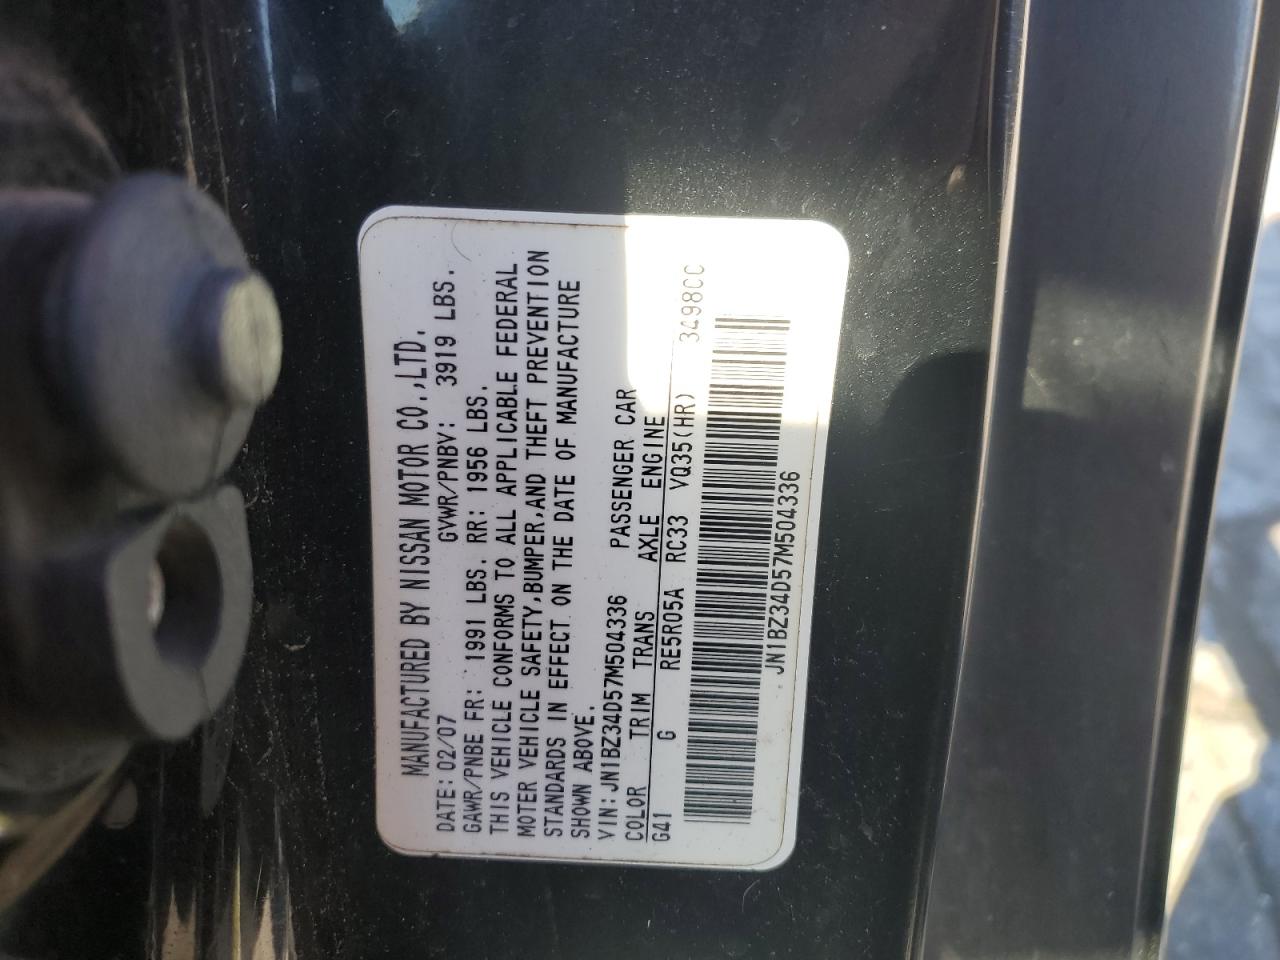 MANUFACTURED BY NISSAN MOTOR CO.,LTD.
DATE: 02/07 GVWR/PNBV: 3919 LBS.
GAWR/PNBE FR: 1991 LBS. RR: 1956 LBS.
THIS VEHICLE CONFORMS TO ALL APPLICABLE FEDERAL
MOTER VEHICLE SAFETY,BUMPER,AND THEFT PREVENTION
STANDARDS IN EFFECT ON THE DATE OF MANUFACTURE
SHOWN ABOVE.
VIN: JN1BZ34D57M504336 PASSENGER CAR
COLOR TRIM TRANS AXLE ENGINE
G41 G RE5R05A RC33 VQ35(HR) 3498CC
JN1BZ34D57M504336